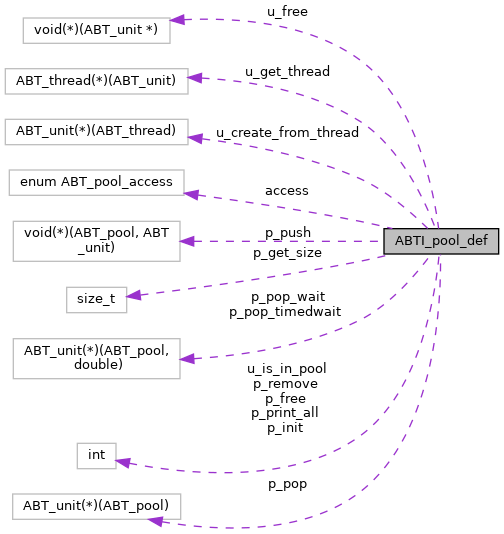 u_free
void(*)(ABT_unit *)
u_get_thread
ABT_thread(*)(ABT_unit)
u_create_from_thread
ABT_unit(*)(ABT_thread)
access
enum ABT_pool_access
p_push
void(*)(ABT_pool, ABT
_unit)
ABTI_pool_def
p_get_size
size_t
p_pop_wait
p_pop_timedwait
ABT_unit(*)(ABT_pool,
double)
u_is_in_pool
p_remove
p_free
p_print_all
p_init
int
p_pop
ABT_unit(*)(ABT_pool)